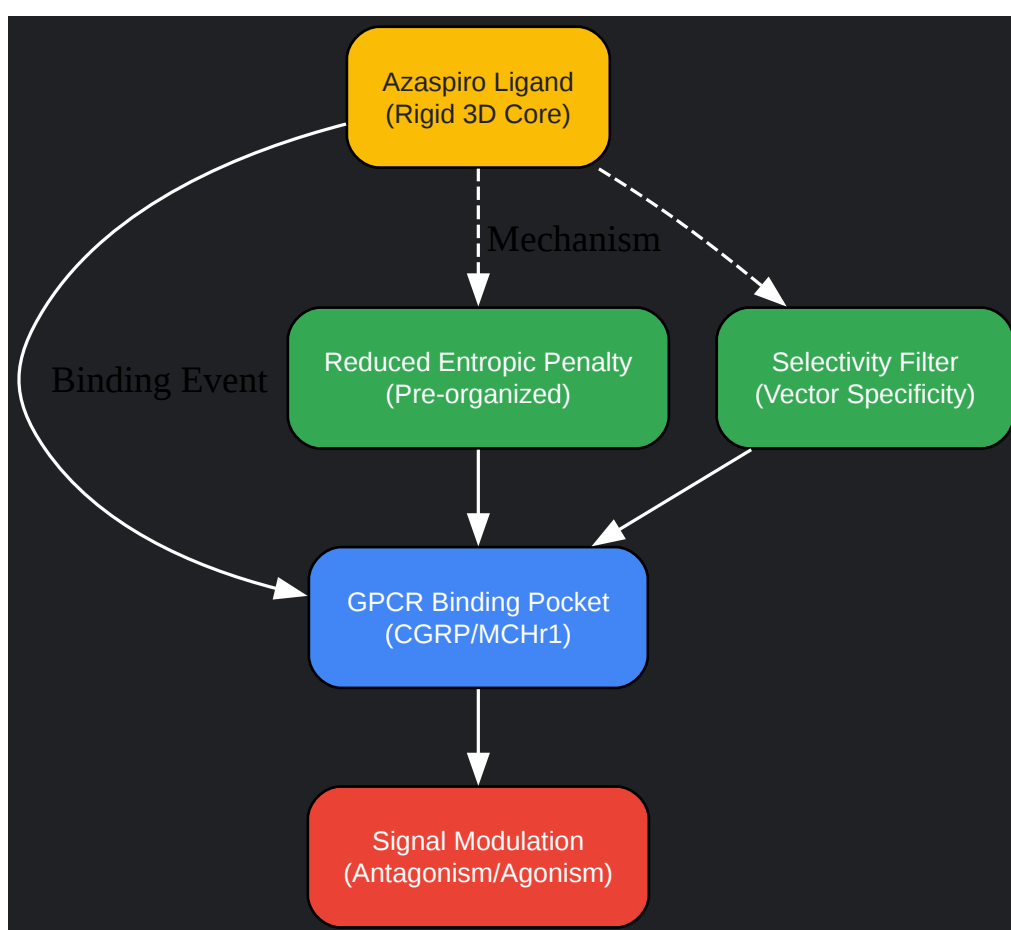 Azaspiro Ligand
(Rigid 3D Core)
Mechanism
Binding Event
Reduced Entropic Penalty
(Pre-organized)
Selectivity Filter
(Vector Specificity)
GPCR Binding Pocket
(CGRP/MCHr1)
Signal Modulation
(Antagonism/Agonism)